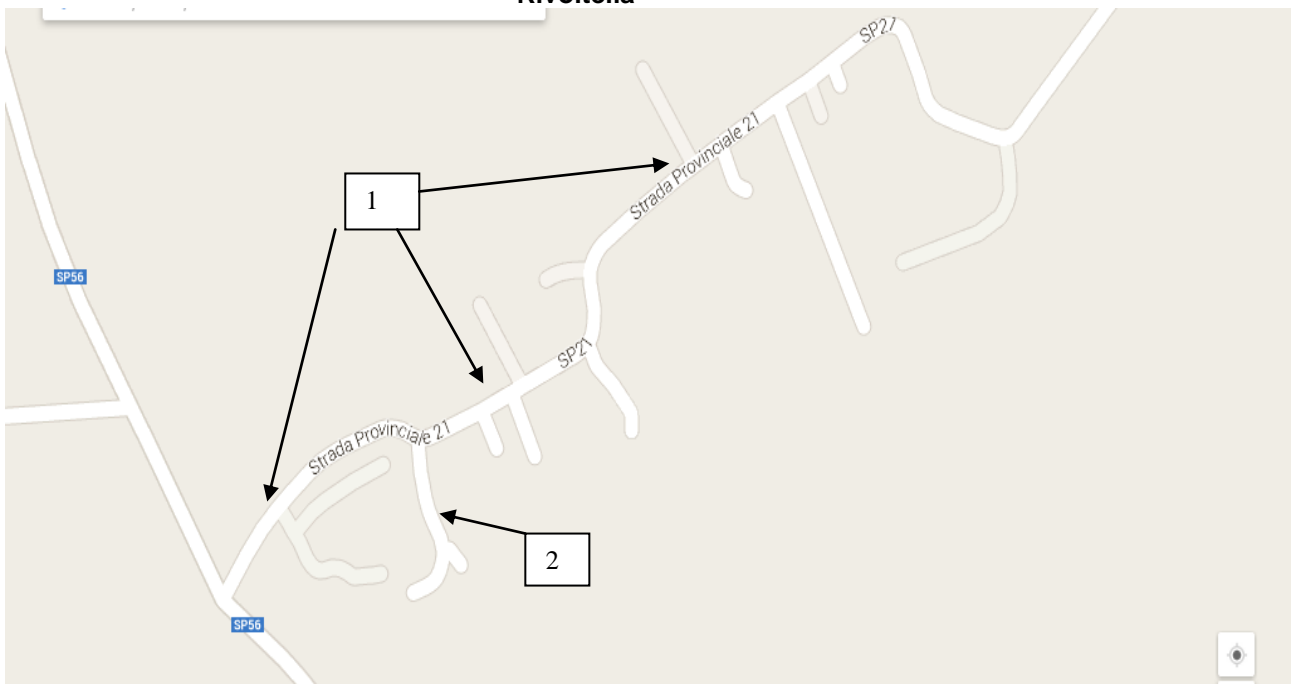 Rivoltella
SP21
Strada Provinciale 21
1
SP56
SP21
Strada Provinciale 21
2
SP56